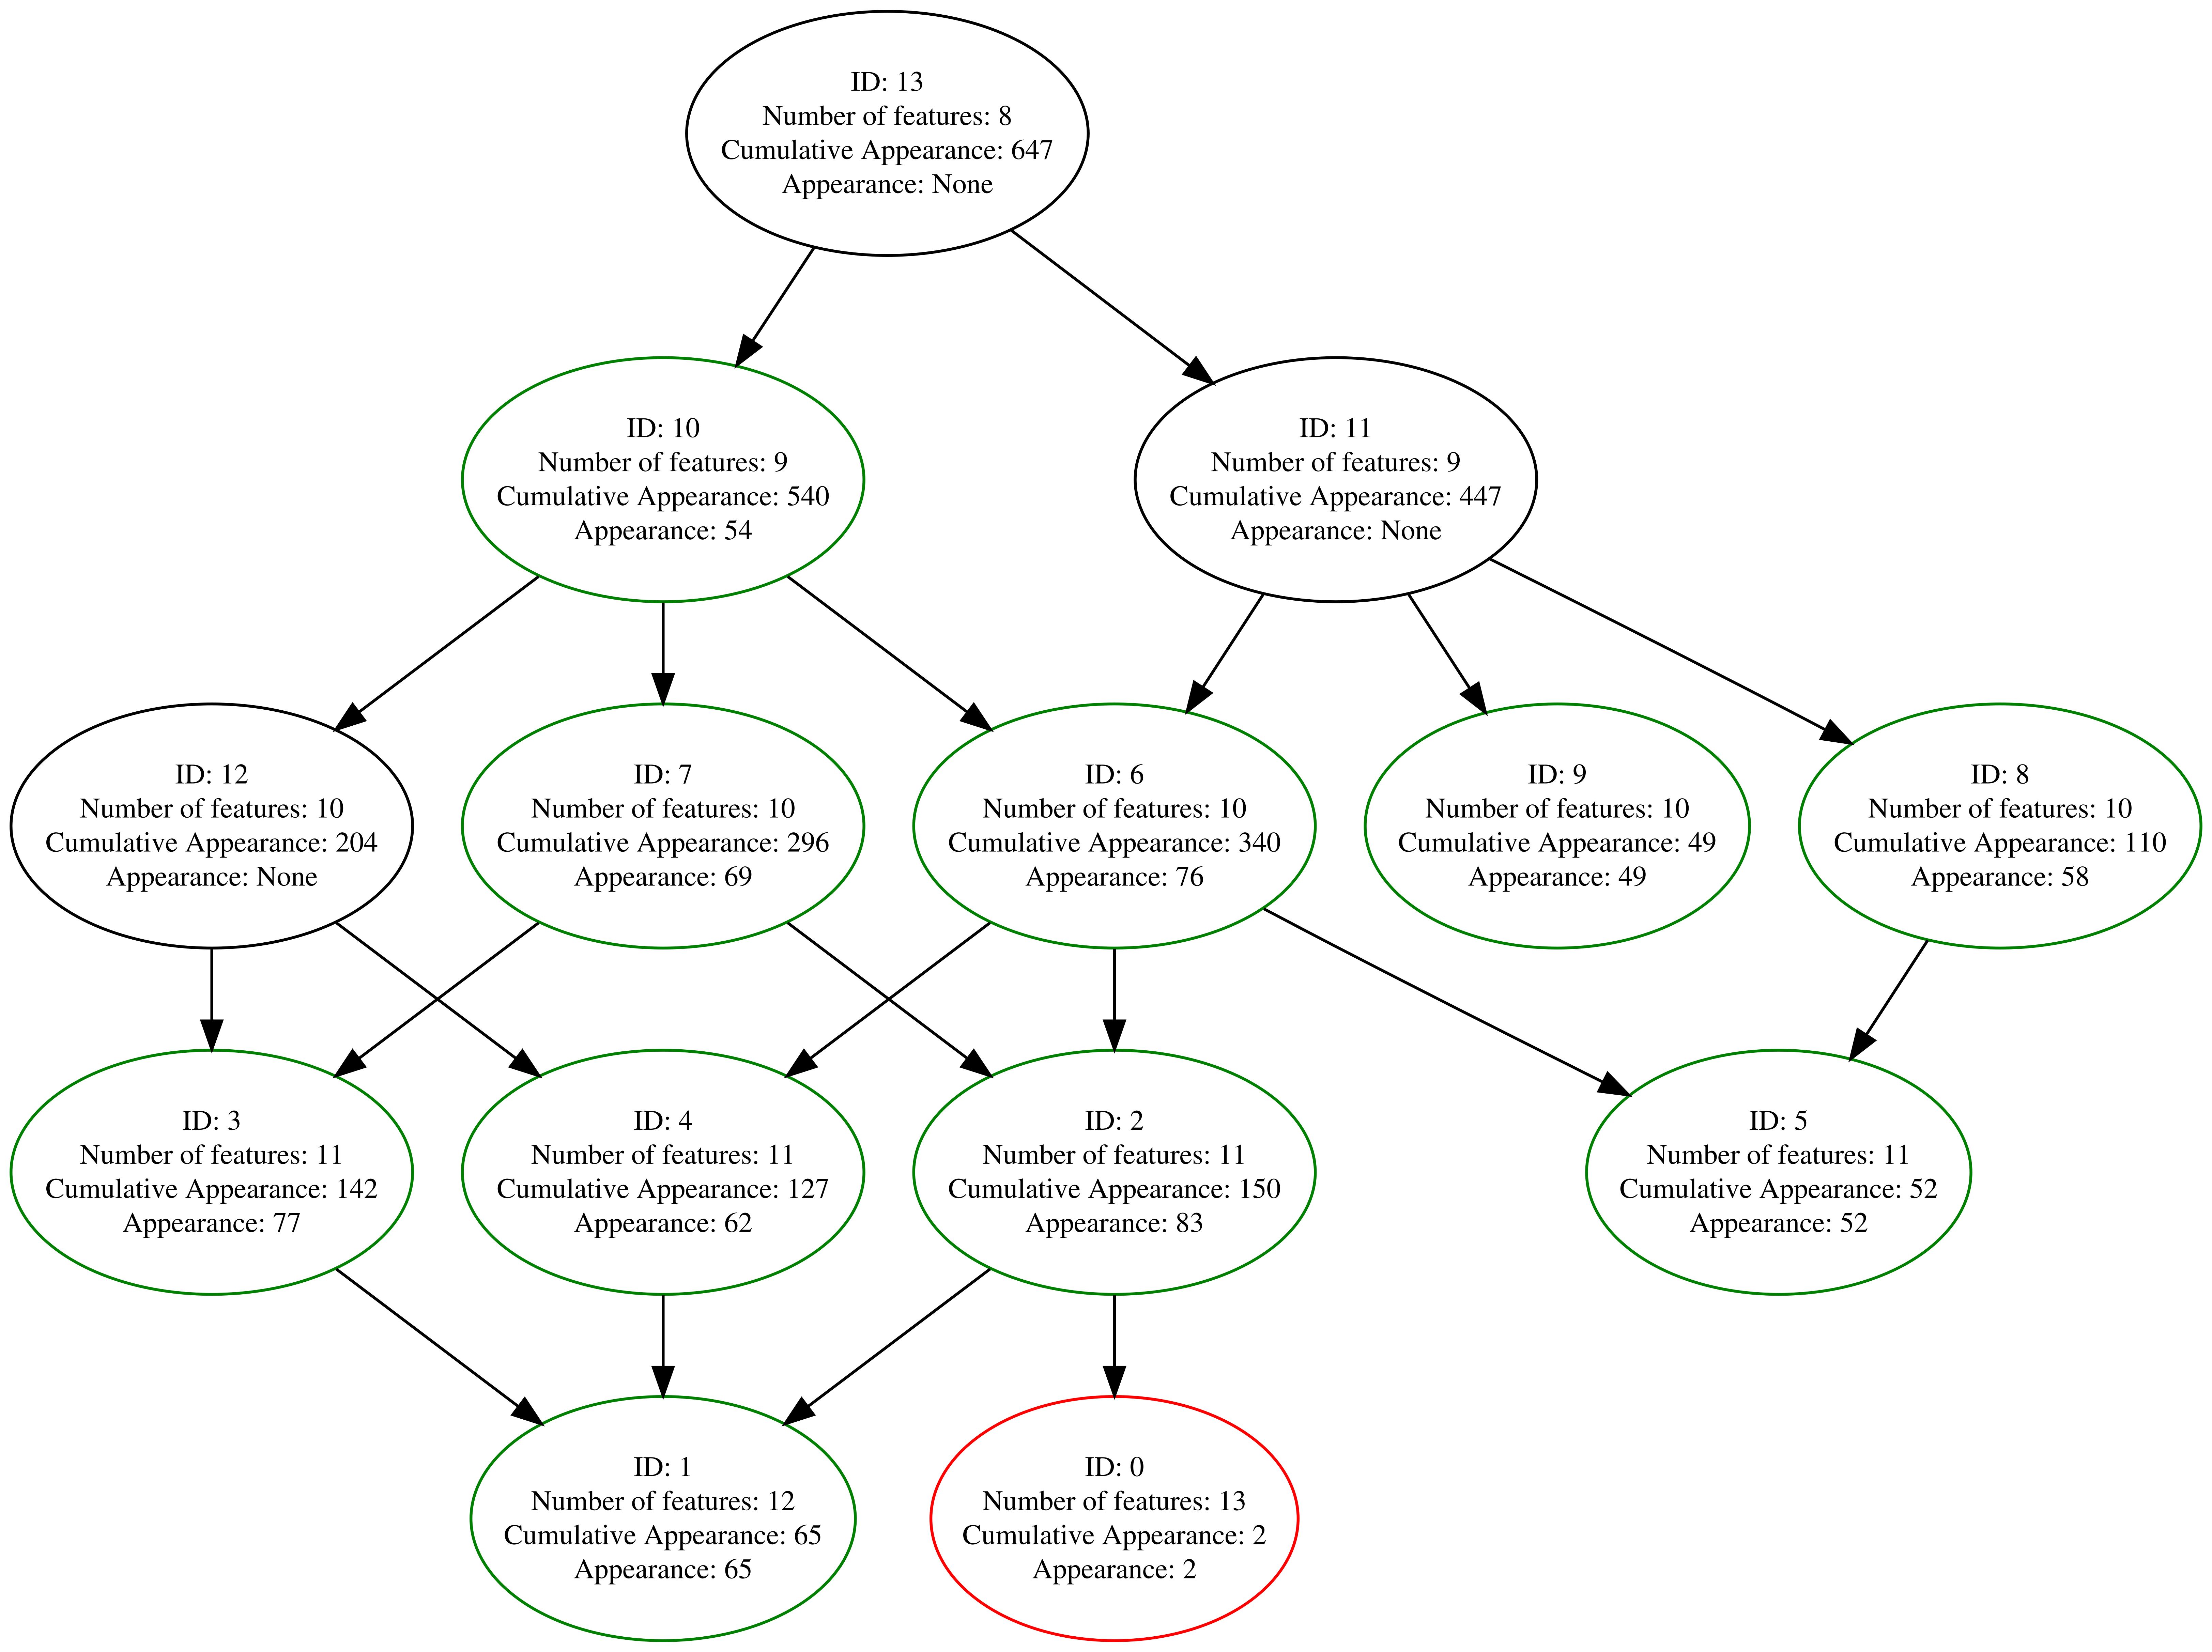 ID: 13
Number of features: 8
Cumulative Appearance: 647
Appearance: None
ID: 10
Number of features: 9
Cumulative Appearance: 540
Appearance: 54
ID: 11
Number of features: 9
Cumulative Appearance: 447
Appearance: None
ID: 12
Number of features: 10
Cumulative Appearance: 204
Appearance: None
ID: 7
Number of features: 10
Cumulative Appearance: 296
Appearance: 69
ID: 6
Number of features: 10
Cumulative Appearance: 340
Appearance: 76
ID: 9
Number of features: 10
Cumulative Appearance: 49
Appearance: 49
ID: 8
Number of features: 10
Cumulative Appearance: 110
Appearance: 58
ID: 3
Number of features: 11
Cumulative Appearance: 142
Appearance: 77
ID: 4
Number of features: 11
Cumulative Appearance: 127
Appearance: 62
ID: 2
Number of features: 11
Cumulative Appearance: 150
Appearance: 83
ID: 5
Number of features: 11
Cumulative Appearance: 52
Appearance: 52
ID: 1
Number of features: 12
Cumulative Appearance: 65
Appearance: 65
ID: 0
Number of features: 13
Cumulative Appearance: 2
Appearance: 2